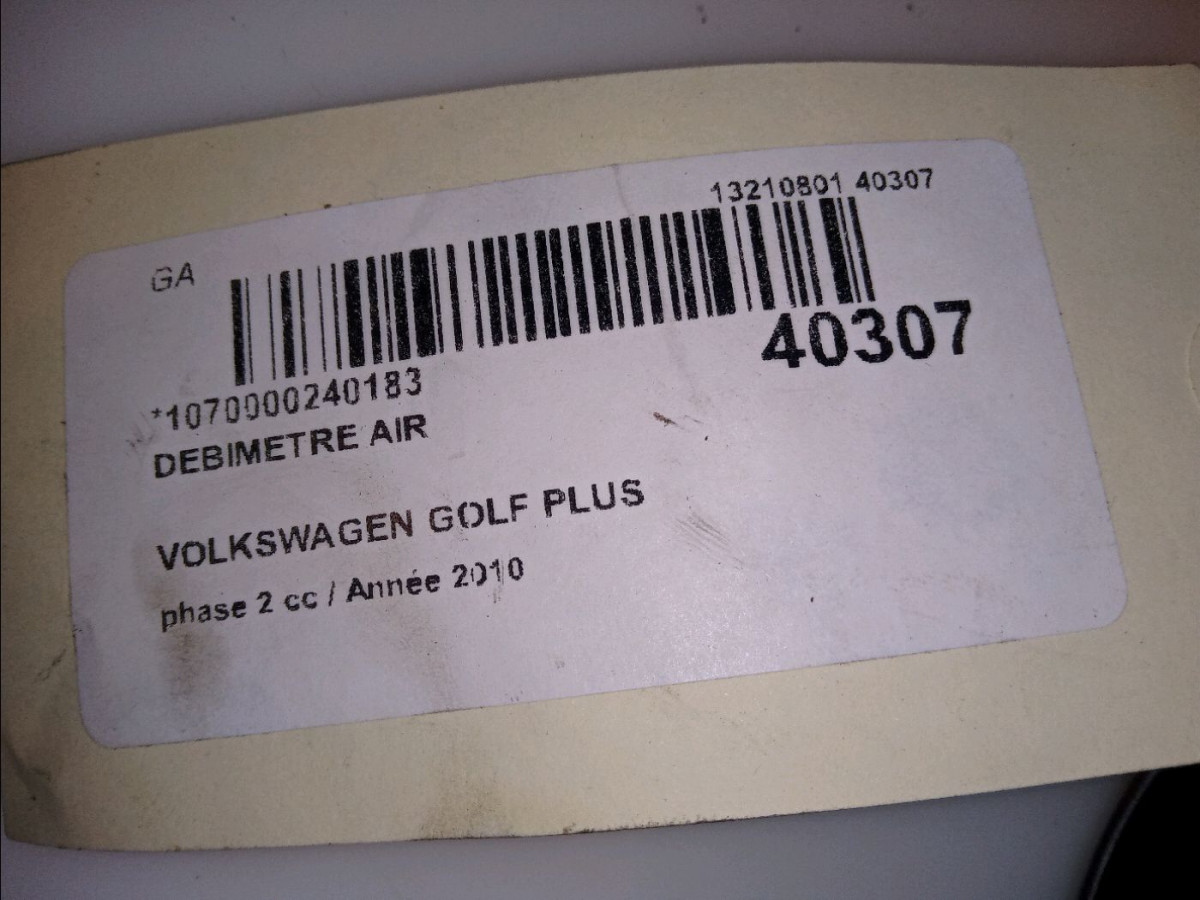 13210801 40307
GA
40307
*1070000240183
DEBIMETRE AIR
VOLKSWAGEN GOLF PLUS
phase 2 cc / Année 2010